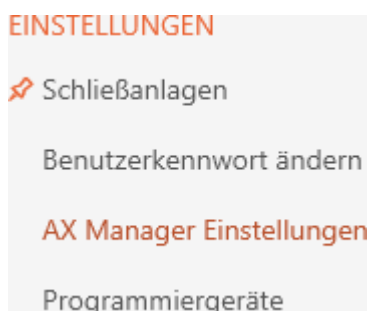 EINSTELLUNGEN
Schließanlagen
Benutzerkennwort ändern
AX Manager Einstellungen
Programmiergeräte